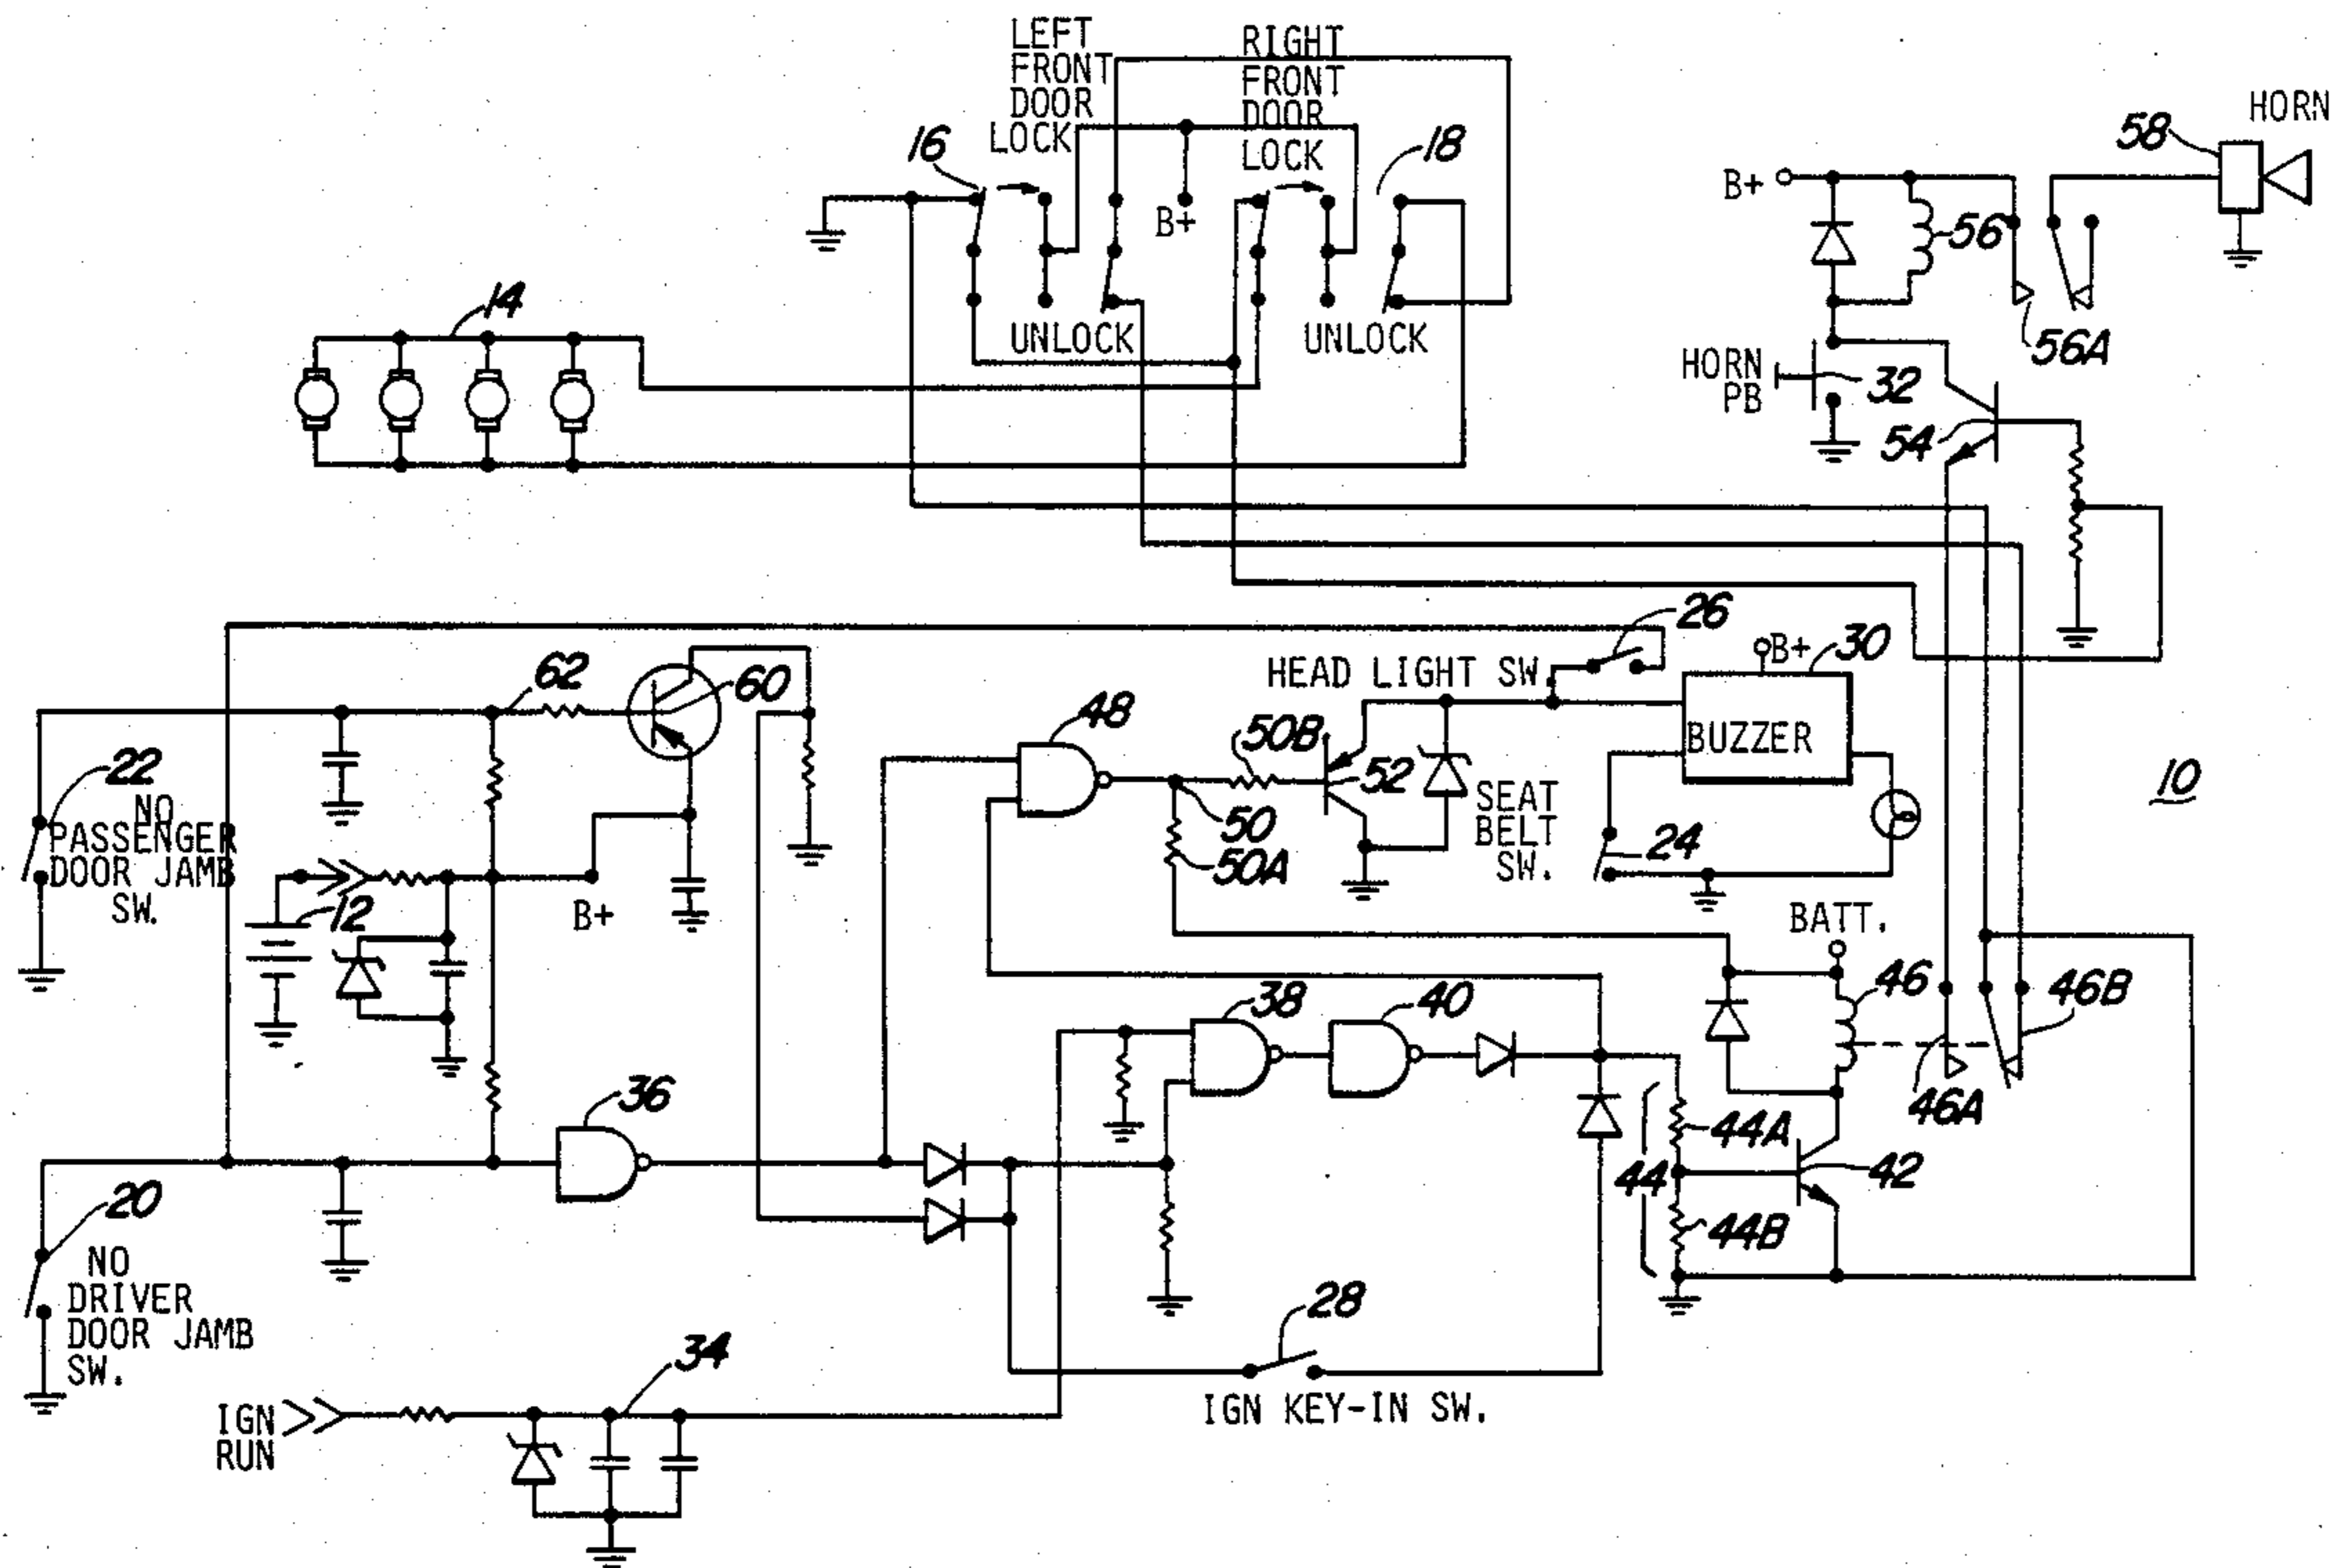 LEFT
FRONT
DOOR
LOCK
RIGHT
FRONT
DOOR
LOCK
HORN
16
18
58
B+
B+
56
14
UNLOCK
UNLOCK
56A
HORN
PB
32
54
26
62
60
HEAD LIGHT SW.
B+
30
48
50B
BUZZER
22
NO
PASSENGER
DOOR JAMB
SW.
52
10
50
SEAT
BELT
SW.
24
50A
12
B+
BATT.
38
40
46
46B
36
46A
44A
44
42
20
44B
NO
DRIVER
DOOR JAMB
SW.
28
34
IGN
RUN
IGN KEY-IN SW.